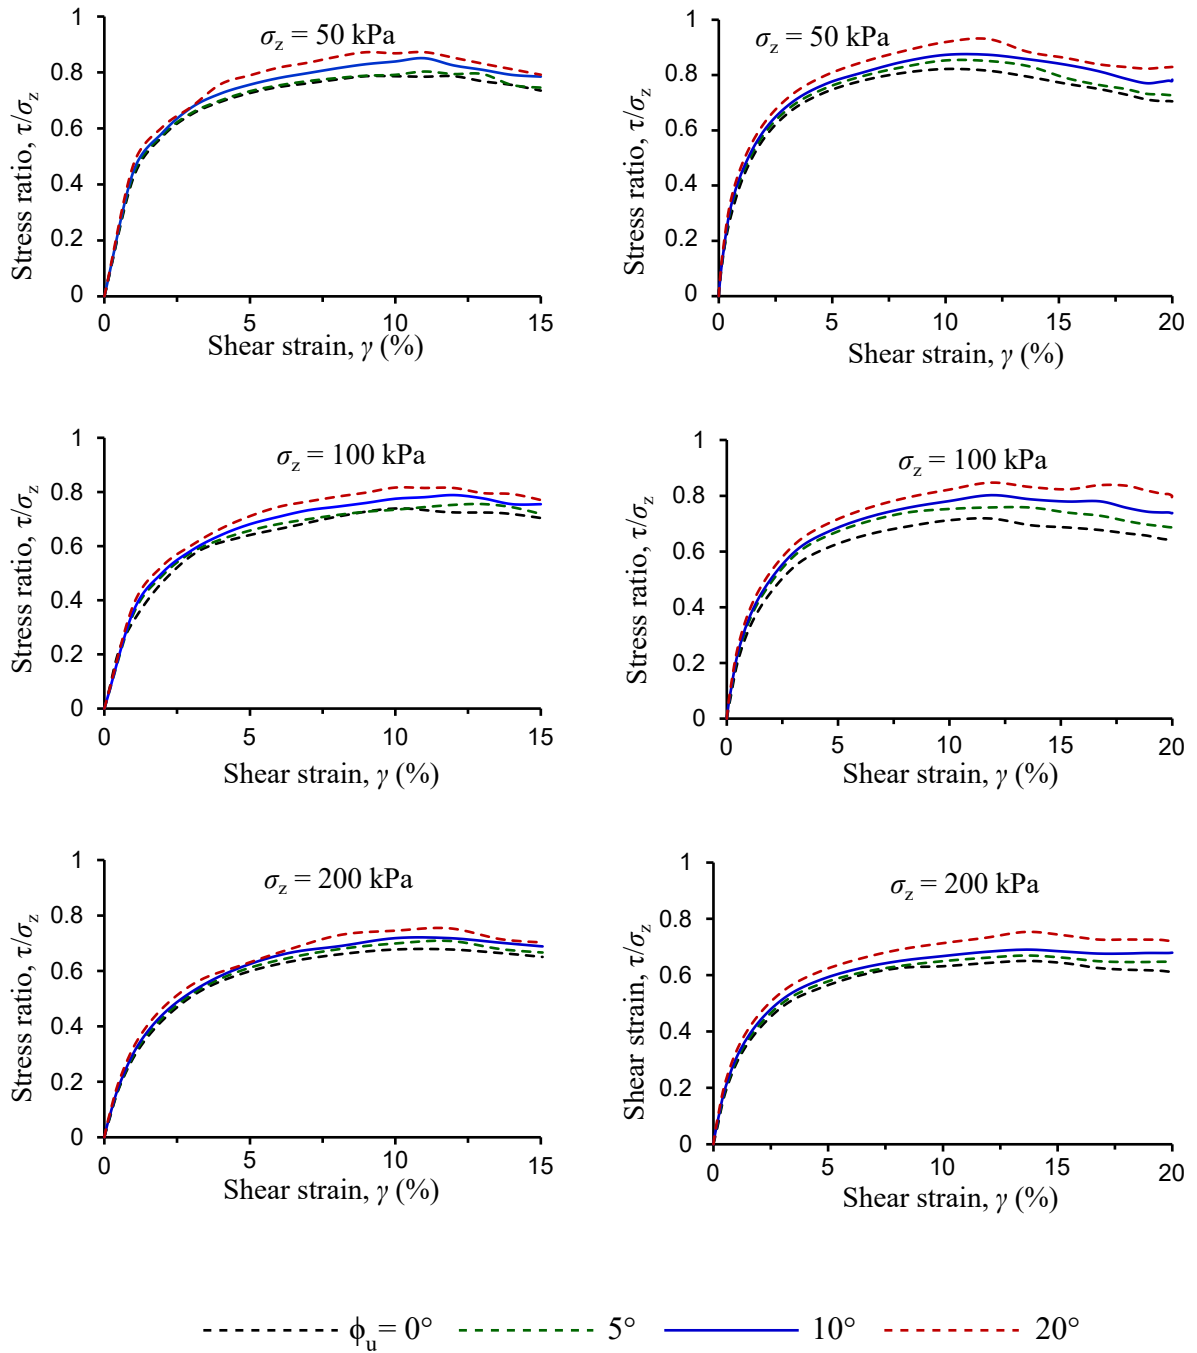 σz = 50 kPa
Stress ratio, τ/σz
1
0.8
0.6
0.4
0.2
0
0 5 10 15
Shear strain, γ (%)
σz = 50 kPa
Stress ratio, τ/σz
1
0.8
0.6
0.4
0.2
0
0 5 10 15 20
Shear strain, γ (%)
σz = 100 kPa
Stress ratio, τ/σz
1
0.8
0.6
0.4
0.2
0
0 5 10 15
Shear strain, γ (%)
σz = 100 kPa
Stress ratio, τ/σz
1
0.8
0.6
0.4
0.2
0
0 5 10 15 20
Shear strain, γ (%)
σz = 200 kPa
Stress ratio, τ/σz
1
0.8
0.6
0.4
0.2
0
0 5 10 15
Shear strain, γ (%)
σz = 200 kPa
Shear strain, τ/σz
1
0.8
0.6
0.4
0.2
0
0 5 10 15 20
Shear strain, γ (%)
ϕu= 0° 5° 10° 20°